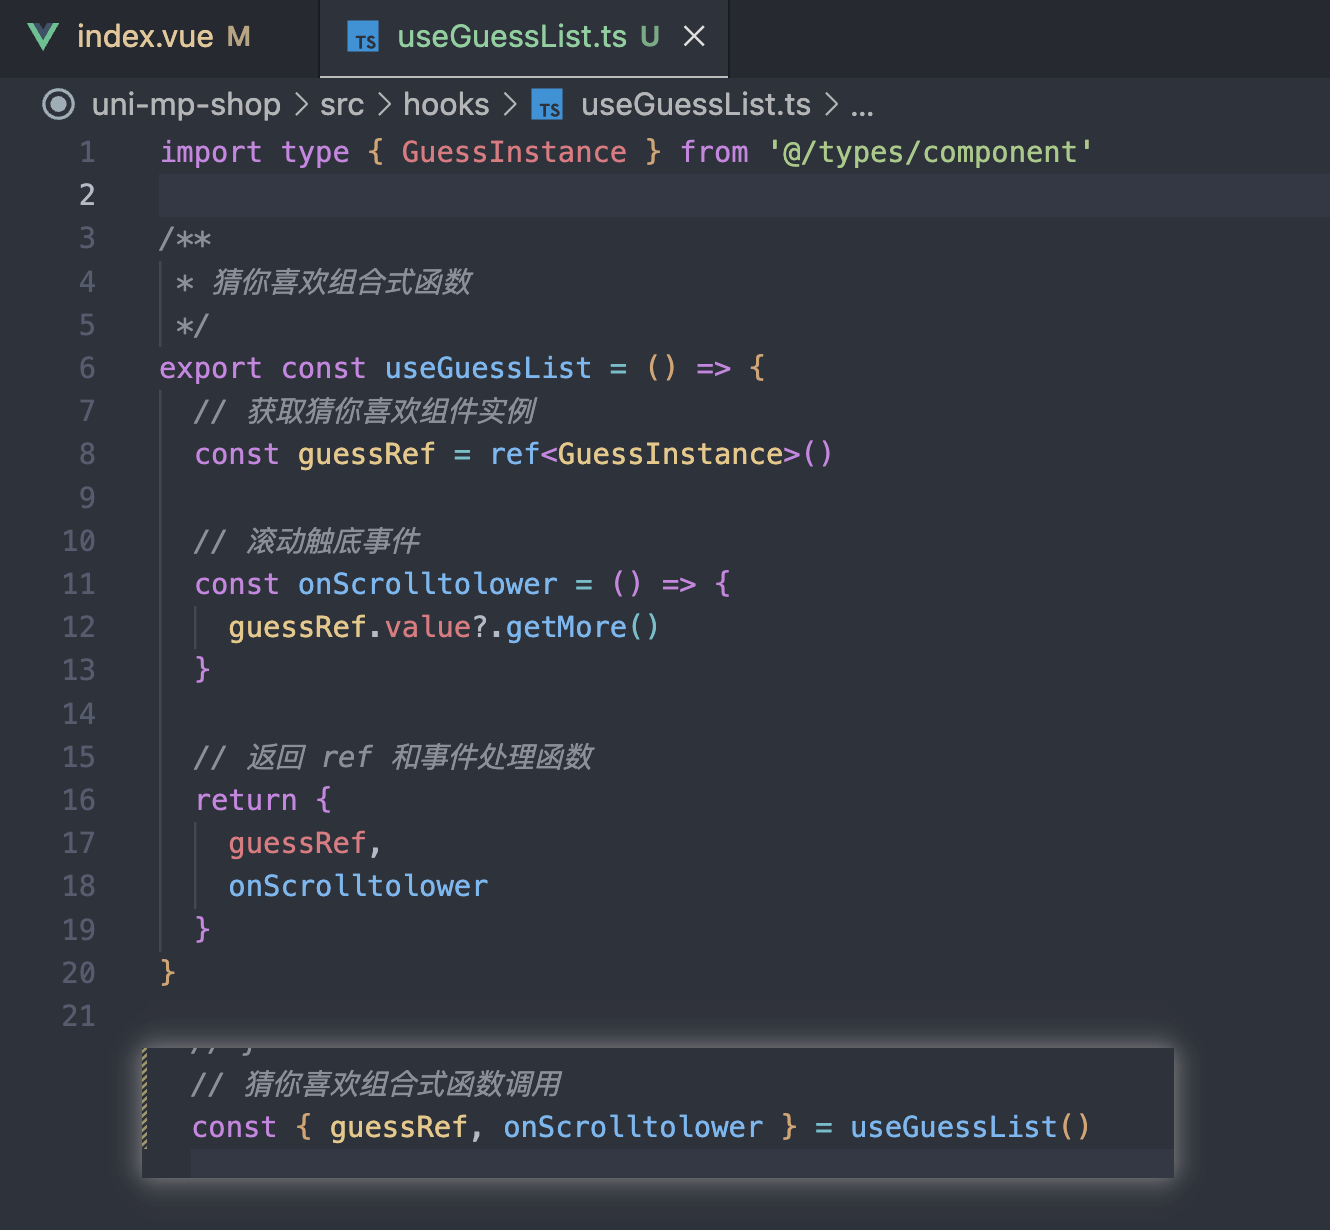 index.vue M
TS useGuessList.ts U
uni-mp-shop > src > hooks > TS useGuessList.ts > ...
1 import type { GuessInstance } from '@/types/component'
2
3 /**
4 * 猜你喜欢组合式函数
5 */
6 export const useGuessList = () => {
7 // 获取猜你喜欢组件实例
8 const guessRef = ref<GuessInstance>()
9
10 // 滚动触底事件
11 const onScrolltolower = () => {
12 guessRef.value?.getMore()
13 }
14
15 // 返回 ref 和事件处理函数
16 return {
17 guessRef,
18 onScrolltolower
19 }
20 }
21
// }
// 猜你喜欢组合式函数调用
const { guessRef, onScrolltolower } = useGuessList()